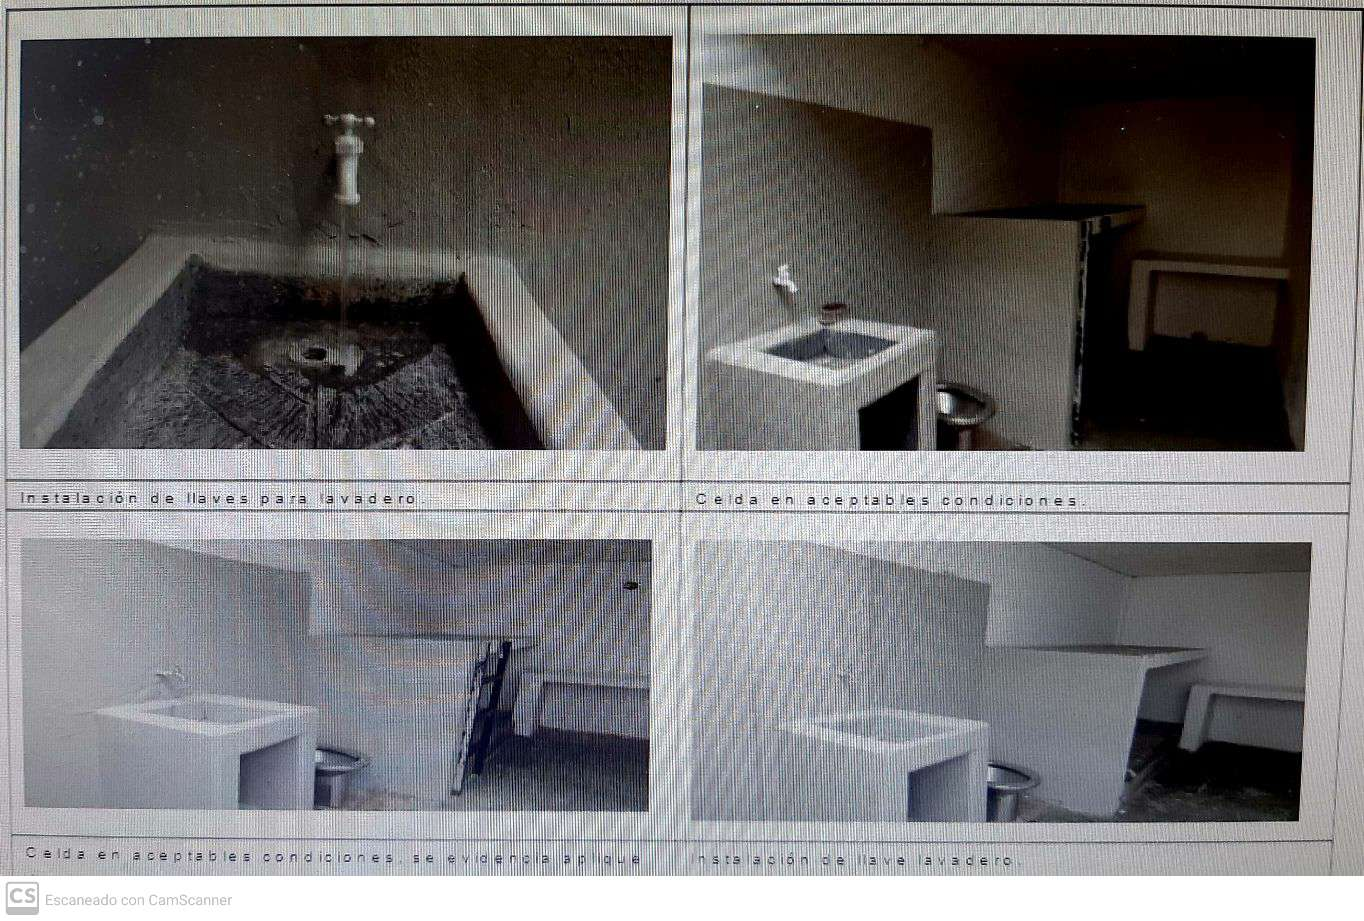 Instalación de llaves para lavadero.
Celda en aceptables condiciones.
Celda en aceptables condiciones, se evidencia aplique
Instalación de llave lavadero.
CS Escaneado con CamScanner